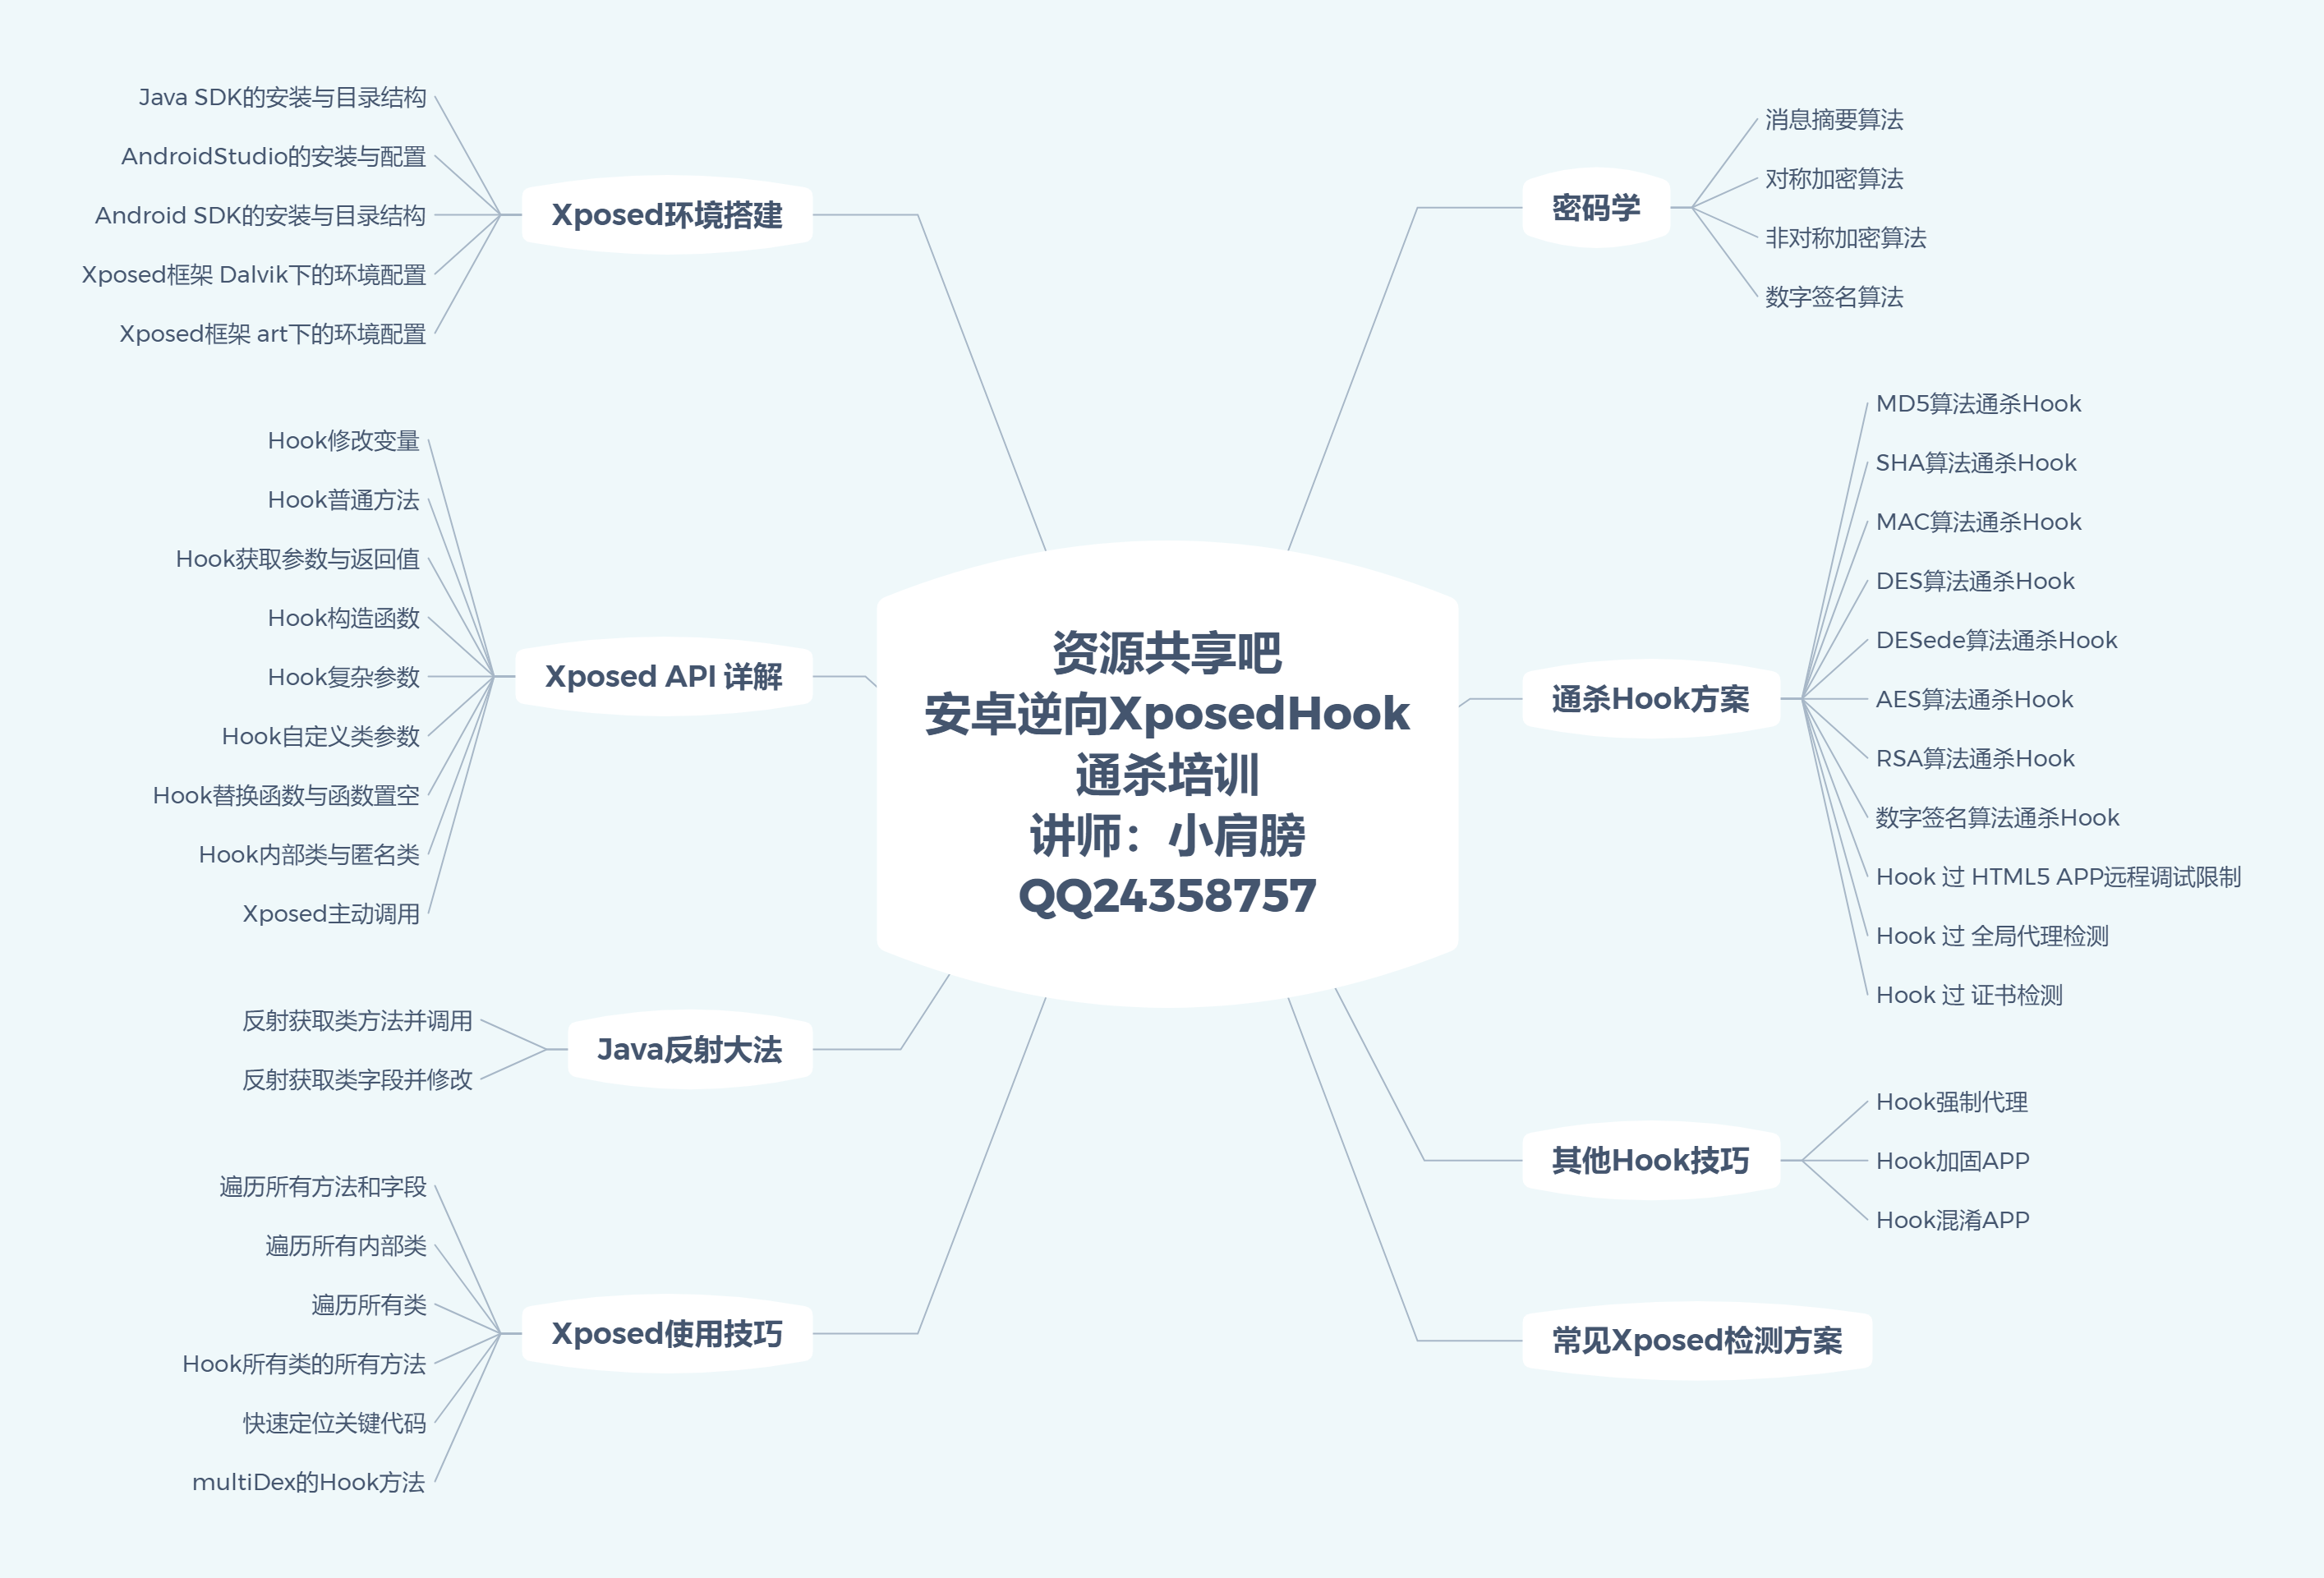 资源共享吧
安卓逆向XposedHook
通杀培训
讲师：小肩膀
QQ24358757
Xposed环境搭建
Java SDK的安装与目录结构
AndroidStudio的安装与配置
Android SDK的安装与目录结构
Xposed框架 Dalvik下的环境配置
Xposed框架 art下的环境配置
Xposed API 详解
Hook修改变量
Hook普通方法
Hook获取参数与返回值
Hook构造函数
Hook复杂参数
Hook自定义类参数
Hook替换函数与函数置空
Hook内部类与匿名类
Xposed主动调用
Java反射大法
反射获取类方法并调用
反射获取类字段并修改
Xposed使用技巧
遍历所有方法和字段
遍历所有内部类
遍历所有类
Hook所有类的所有方法
快速定位关键代码
multiDex的Hook方法
密码学
消息摘要算法
对称加密算法
非对称加密算法
数字签名算法
通杀Hook方案
MD5算法通杀Hook
SHA算法通杀Hook
MAC算法通杀Hook
DES算法通杀Hook
DESede算法通杀Hook
AES算法通杀Hook
RSA算法通杀Hook
数字签名算法通杀Hook
Hook 过 HTML5 APP远程调试限制
Hook 过 全局代理检测
Hook 过 证书检测
其他Hook技巧
Hook强制代理
Hook加固APP
Hook混淆APP
常见Xposed检测方案